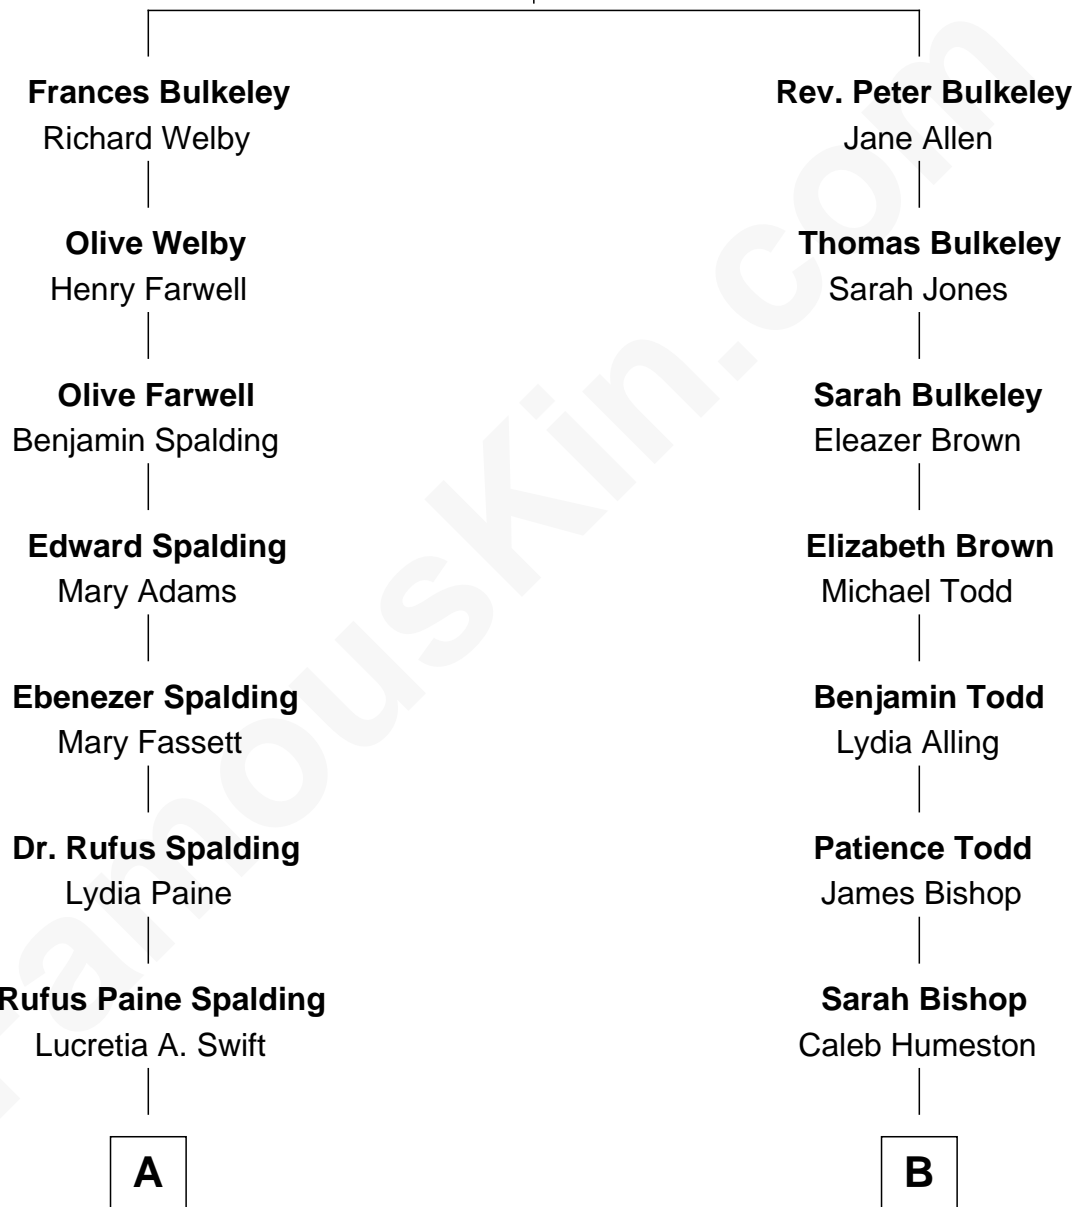 Frances Bulkeley
Richard Welby
Rev. Peter Bulkeley
Jane Allen
Olive Welby
Henry Farwell
Thomas Bulkeley
Sarah Jones
Olive Farwell
Benjamin Spalding
Sarah Bulkeley
Eleazer Brown
Edward Spalding
Mary Adams
Elizabeth Brown
Michael Todd
Ebenezer Spalding
Mary Fassett
Benjamin Todd
Lydia Alling
Dr. Rufus Spalding
Lydia Paine
Patience Todd
James Bishop
Rufus Paine Spalding
Lucretia A. Swift
Sarah Bishop
Caleb Humeston
A
B
FamousKin.com